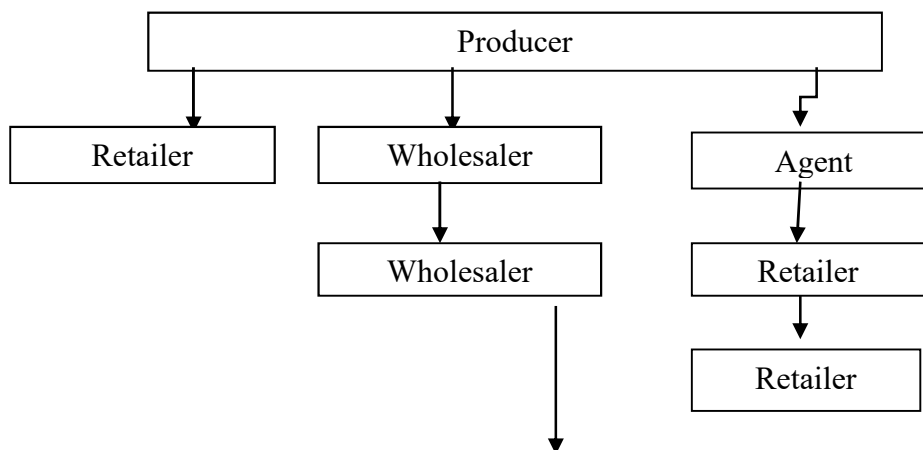 Producer
Retailer
Wholesaler
Agent
Wholesaler
Retailer
Retailer